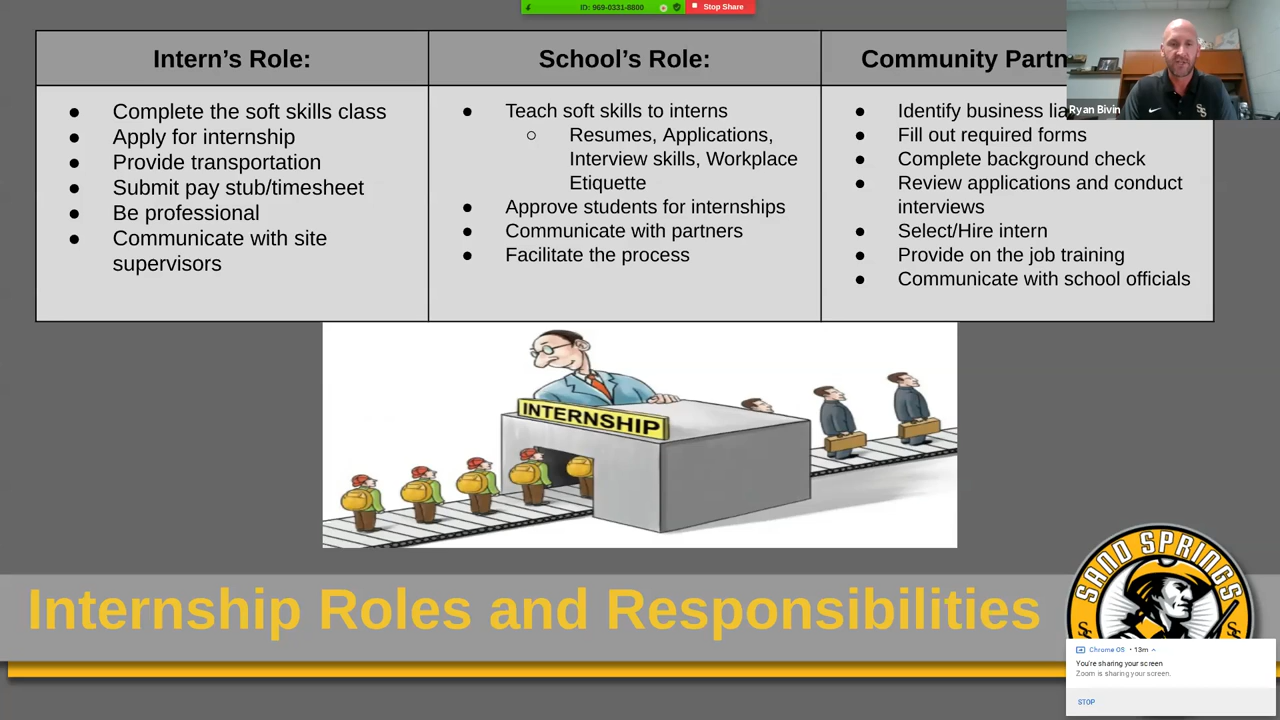 ID: 969-0331-8800
Stop Share
Intern's Role:
School's Role:
Community Partn
Ryan Bivin
Complete the soft skills class
Apply for internship
Provide transportation
Submit pay stub/timesheet
Be professional
Communicate with site
supervisors
Teach soft skills to interns
Resumes, Applications,
Interview skills, Workplace
Etiquette
Approve students for internships
Communicate with partners
Facilitate the process
Identify business lia
Fill out required forms
Complete background check
Review applications and conduct
interviews
Select/Hire intern
Provide on the job training
Communicate with school officials
INTERNSHIP
Internship Roles and Responsibilities
SAND SPRINGS
SS
SS
Chrome OS • 13m
You're sharing your screen
Zoom is sharing your screen.
STOP